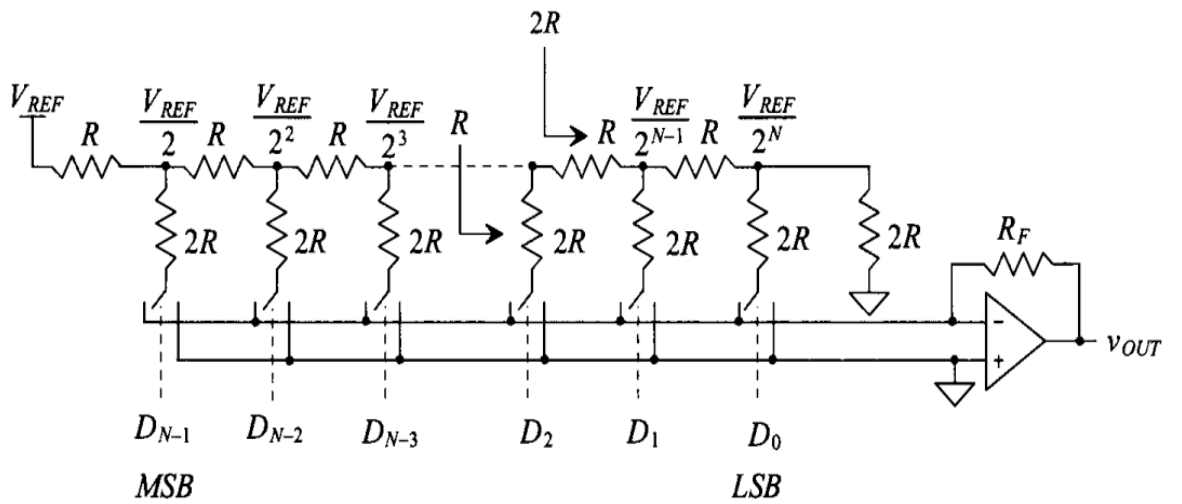 2R
V_REF
R
V_REF/2
R
V_REF/2^2
R
V_REF/2^3
R
R
V_REF/2^{N-1}
R
V_REF/2^N
2R
2R
2R
2R
2R
2R
2R
R_F
−
+
v_OUT
D_{N-1} D_{N-2} D_{N-3} D_2 D_1 D_0
MSB LSB